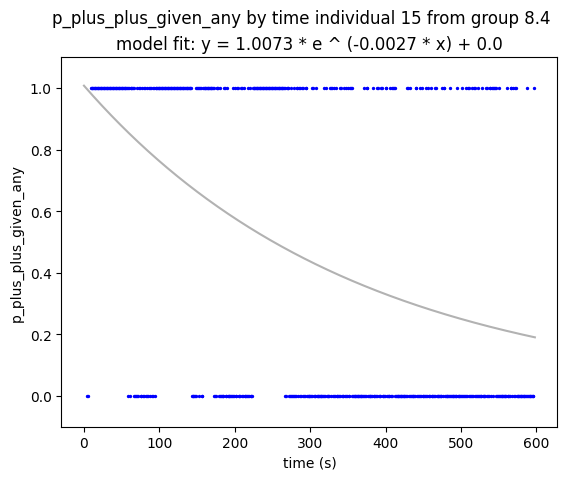 p_plus_plus_given_any by time individual 15 from group 8.4
model fit: y = 1.0073 * e ^ (-0.0027 * x) + 0.0
1.0
0.8
0.6
0.4
0.2
0.0
p_plus_plus_given_any
0 100 200 300 400 500 600
time (s)